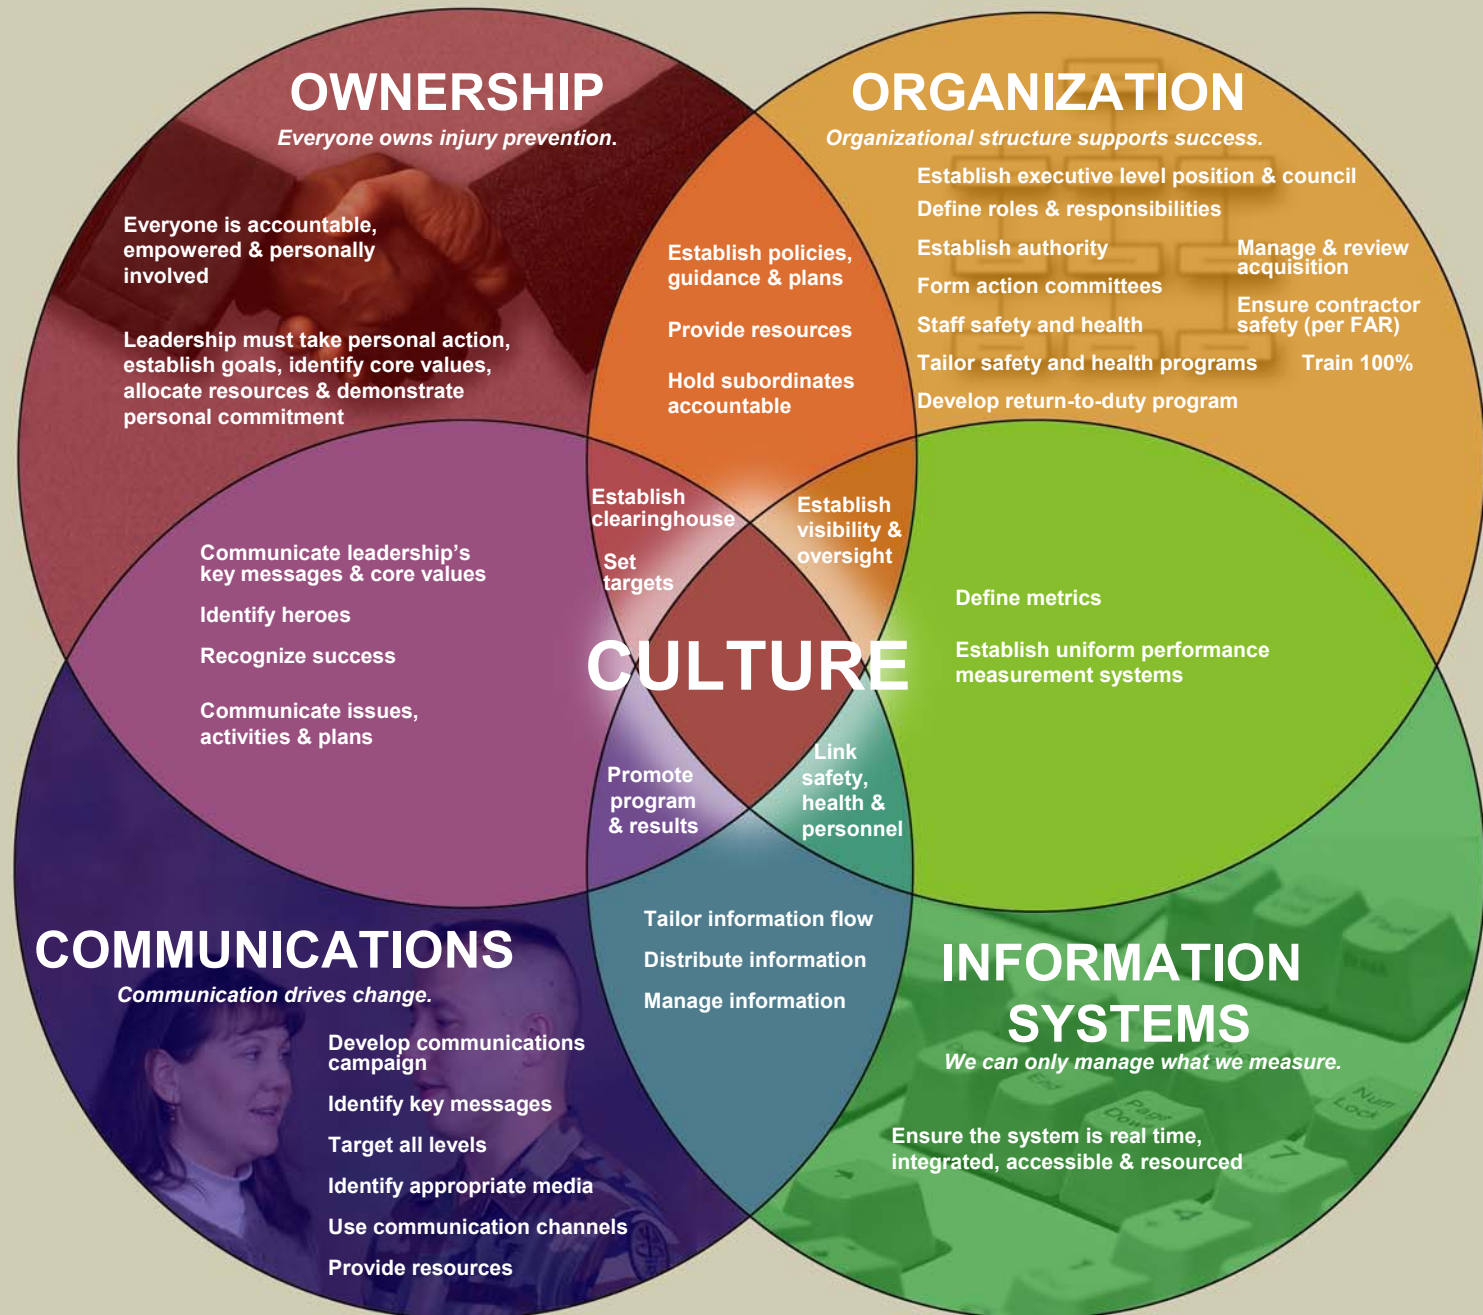 OWNERSHIP
Everyone owns injury prevention.
Everyone is accountable,
empowered & personally
involved
Leadership must take personal action,
establish goals, identify core values,
allocate resources & demonstrate
personal commitment
Establish policies,
guidance & plans
Provide resources
Hold subordinates
accountable
ORGANIZATION
Organizational structure supports success.
Establish executive level position & council
Define roles & responsibilities
Establish authority
Form action committees
Staff safety and health
Tailor safety and health programs
Develop return-to-duty program
Manage & review
acquisition
Ensure contractor
safety (per FAR)
Train 100%
Communicate leadership’s
key messages & core values
Identify heroes
Recognize success
Communicate issues,
activities & plans
Establish
clearinghouse
Set
targets
Establish
visibility &
oversight
CULTURE
Promote
program
& results
Link
safety,
health &
personnel
Define metrics
Establish uniform performance
measurement systems
COMMUNICATIONS
Communication drives change.
Develop communications
campaign
Identify key messages
Target all levels
Identify appropriate media
Use communication channels
Provide resources
Tailor information flow
Distribute information
Manage information
INFORMATION
SYSTEMS
We can only manage what we measure.
Ensure the system is real time,
integrated, accessible & resourced
End
Page
Down
Num
Lock
7
4